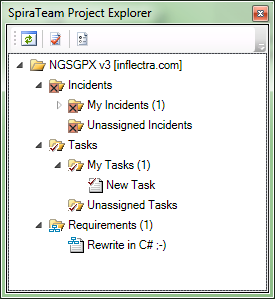 SpiraTeam Project Explorer
NGSGPX v3 [inflectra.com]
Incidents
My Incidents (1)
Unassigned Incidents
Tasks
My Tasks (1)
New Task
Unassigned Tasks
Requirements (1)
Rewrite in C# ;-)